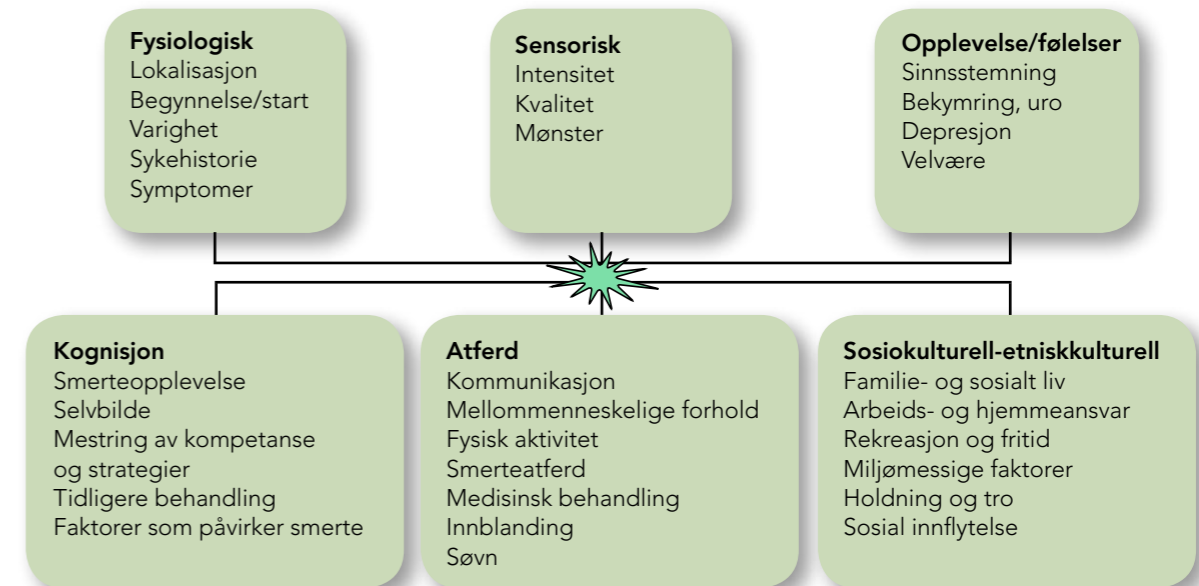 Fysiologisk
Lokalisasjon
Begynnelse/start
Varighet
Sykehistorie
Symptomer
Sensorisk
Intensitet
Kvalitet
Mønster
Opplevelse/følelser
Sinnsstemning
Bekymring, uro
Depresjon
Velvære
Kognisjon
Smerteopplevelse
Selvbilde
Mestring av kompetanse
og strategier
Tidligere behandling
Faktorer som påvirker smerte
Atferd
Kommunikasjon
Mellommenneskelige forhold
Fysisk aktivitet
Smerteatferd
Medisinsk behandling
Innblanding
Søvn
Sosiokulturell-etniskkulturell
Familie- og sosialt liv
Arbeids- og hjemmeansvar
Rekreasjon og fritid
Miljømessige faktorer
Holdning og tro
Sosial innflytelse